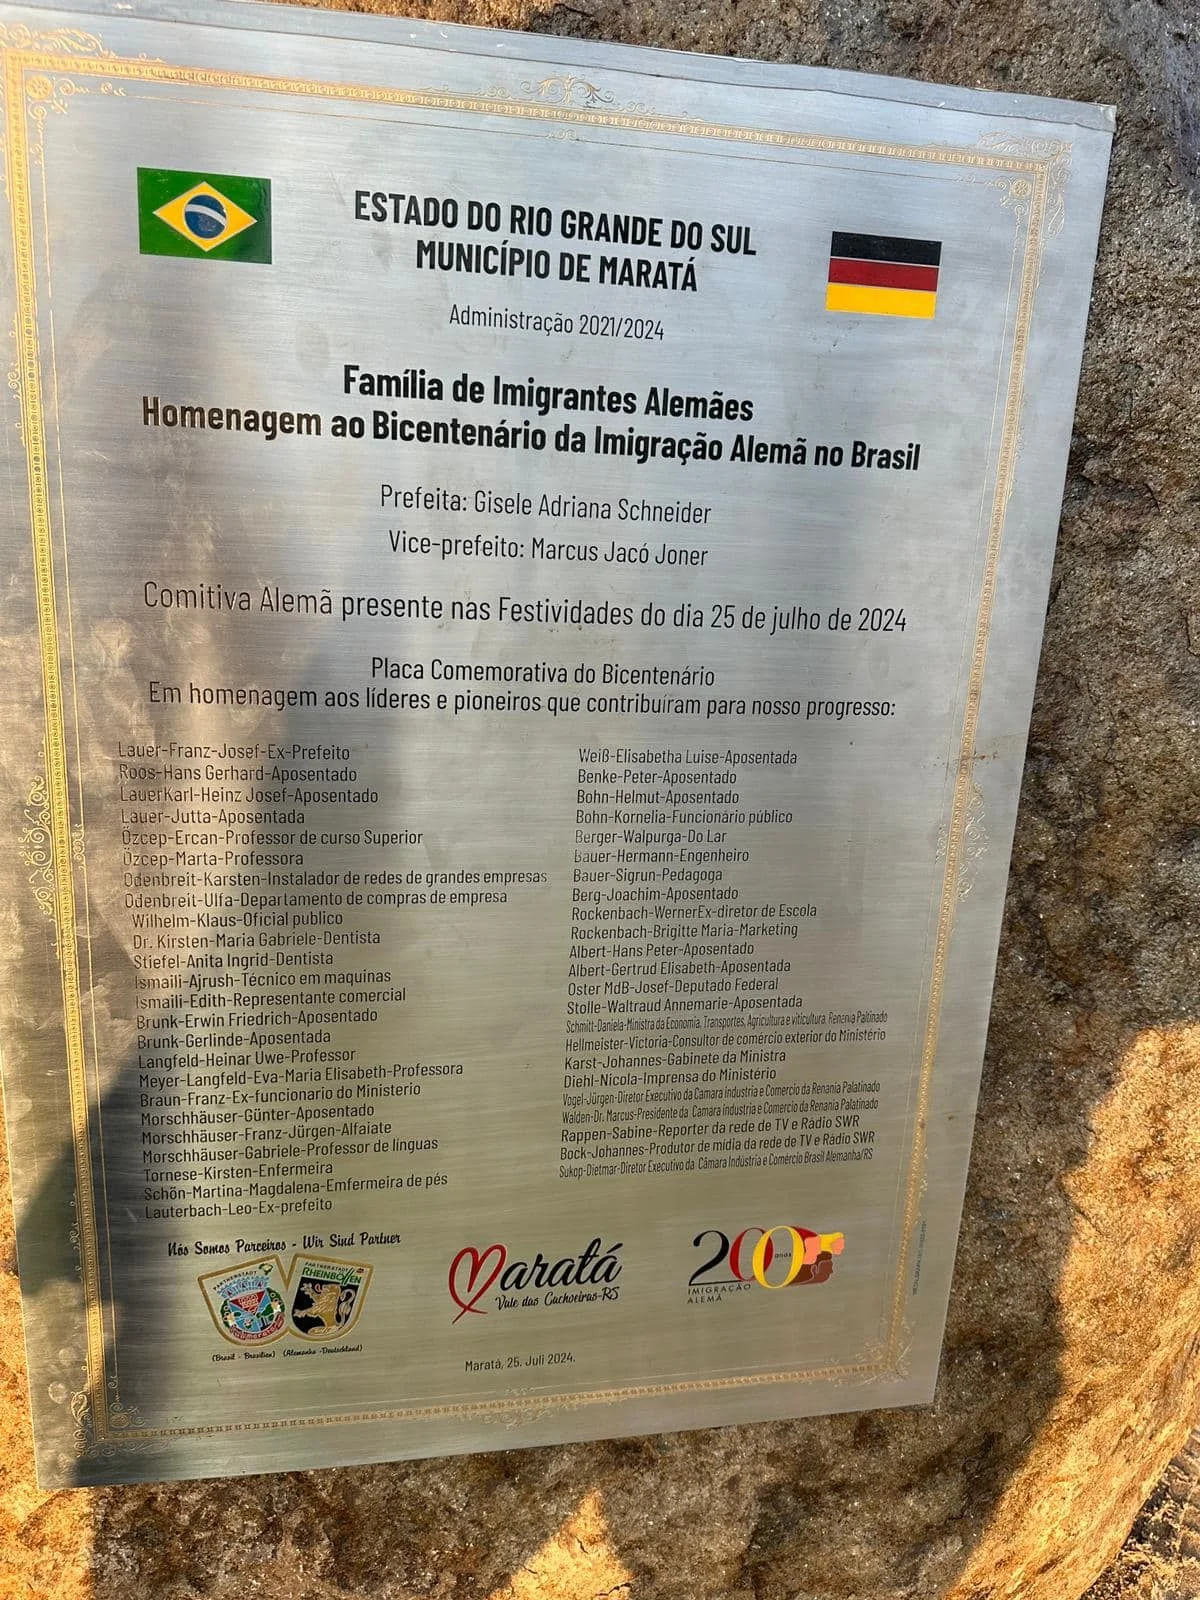 ESTADO DO RIO GRANDE DO SUL
MUNICÍPIO DE MARATÁ
Administração 2021/2024
Família de Imigrantes Alemães
Homenagem ao Bicentenário da Imigração Alemã no Brasil
Prefeita: Gisele Adriana Schneider
Vice-prefeito: Marcus Jacó Joner
Comitiva Alemã presente nas Festividades do dia 25 de julho de 2024
Placa Comemorativa do Bicentenário
Em homenagem aos líderes e pioneiros que contribuíram para nosso progresso:
Lauer-Franz-Josef-Ex-Prefeito
Roos-Hans Gerhard-Aposentado
LauerKarl-Heinz Josef-Aposentado
Lauer-Jutta-Aposentada
Özcep-Ercan-Professor de curso Superior
Özcep-Marta-Professora
Odenbreit-Karsten-Instalador de redes de grandes empresas
Odenbreit-Ulfa-Departamento de compras de empresa
Wilhelm-Klaus-Oficial publico
Dr. Kirsten-Maria Gabriele-Dentista
Stiefel-Anita Ingrid-Dentista
Ismaili-Ajrush-Técnico em maquinas
Ismaili-Edith-Representante comercial
Brunk-Erwin Friedrich-Aposentado
Brunk-Gerlinde-Aposentada
Langfeld-Heinar Uwe-Professor
Meyer-Langfeld-Eva-Maria Elisabeth-Professora
Braun-Franz-Ex-funcionario do Ministerio
Morschhäuser-Günter-Aposentado
Morschhäuser-Franz-Jürgen-Alfaiate
Morschhäuser-Gabriele-Professor de línguas
Tornese-Kirsten-Enfermeira
Schön-Martina-Magdalena-Emfermeira de pés
Lauterbach-Leo-Ex-prefeito
Weiß-Elisabetha Luise-Aposentada
Benke-Peter-Aposentado
Bohn-Helmut-Aposentado
Bohn-Kornelia-Funcionário público
Berger-Walpurga-Do Lar
Bauer-Hermann-Engenheiro
Bauer-Sigrun-Pedagoga
Berg-Joachim-Aposentado
Rockenbach-WernerEx-diretor de Escola
Rockenbach-Brigitte Maria-Marketing
Albert-Hans Peter-Aposentado
Albert-Gertrud Elisabeth-Aposentada
Oster MdB-Josef-Deputado Federal
Stolle-Waltraud Annemarie-Aposentada
Schmitt-Daniela-Ministra da Economia, Transportes, Agricultura e viticultura, Renenia Paltinado
Hellmeister-Victoria-Consultor de comércio exterior do Ministério
Karst-Johannes-Gabinete da Ministra
Diehl-Nicola-Imprensa do Ministério
Vogel-Jürgen-Diretor Executivo da Camara industria e Comercio da Renania Palatinado
Walden-Dr. Marcus-Presidente da Camara industria e Comercio da Renania Palatinado
Rappen-Sabine-Reporter da rede de TV e Rádio SWR
Bock-Johannes-Produtor de mídia da rede de TV e Rádio SWR
Sukop-Dietmar-Diretor Executivo da Câmara Indústria e Comércio Brasil Alemanha/RS
Nós Somos Parceiros - Wir Sind Partner
PARTNERSTADT
PARTNERSTADT
RHEINBÖLLEN
(Brasil - Brasilien) (Alemanha - Deutschland)
Maratá
Vale das Cachoeiras-RS
200 anos
IMIGRAÇÃO
ALEMÃ
Maratá, 25. Juli 2024.